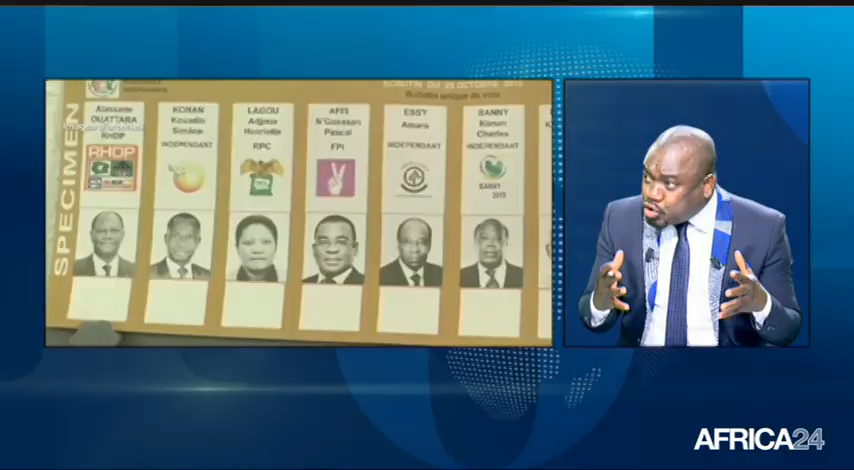 SCRUTIN DU 25 OCTOBRE 2015
Bulletin unique de vote
SPECIMEN
Alassane
OUATTARA
RHDP
RHDP
KONAN
Kouadio
Siméon
INDEPENDANT
LAGOU
Adjoua
Henriette
RPC
AFFI
N'Guessan
Pascal
FPI
ESSY
Amara
INDEPENDANT
BANNY
Konan
Charles
INDEPENDANT
BANNY
2015
AFRICA24